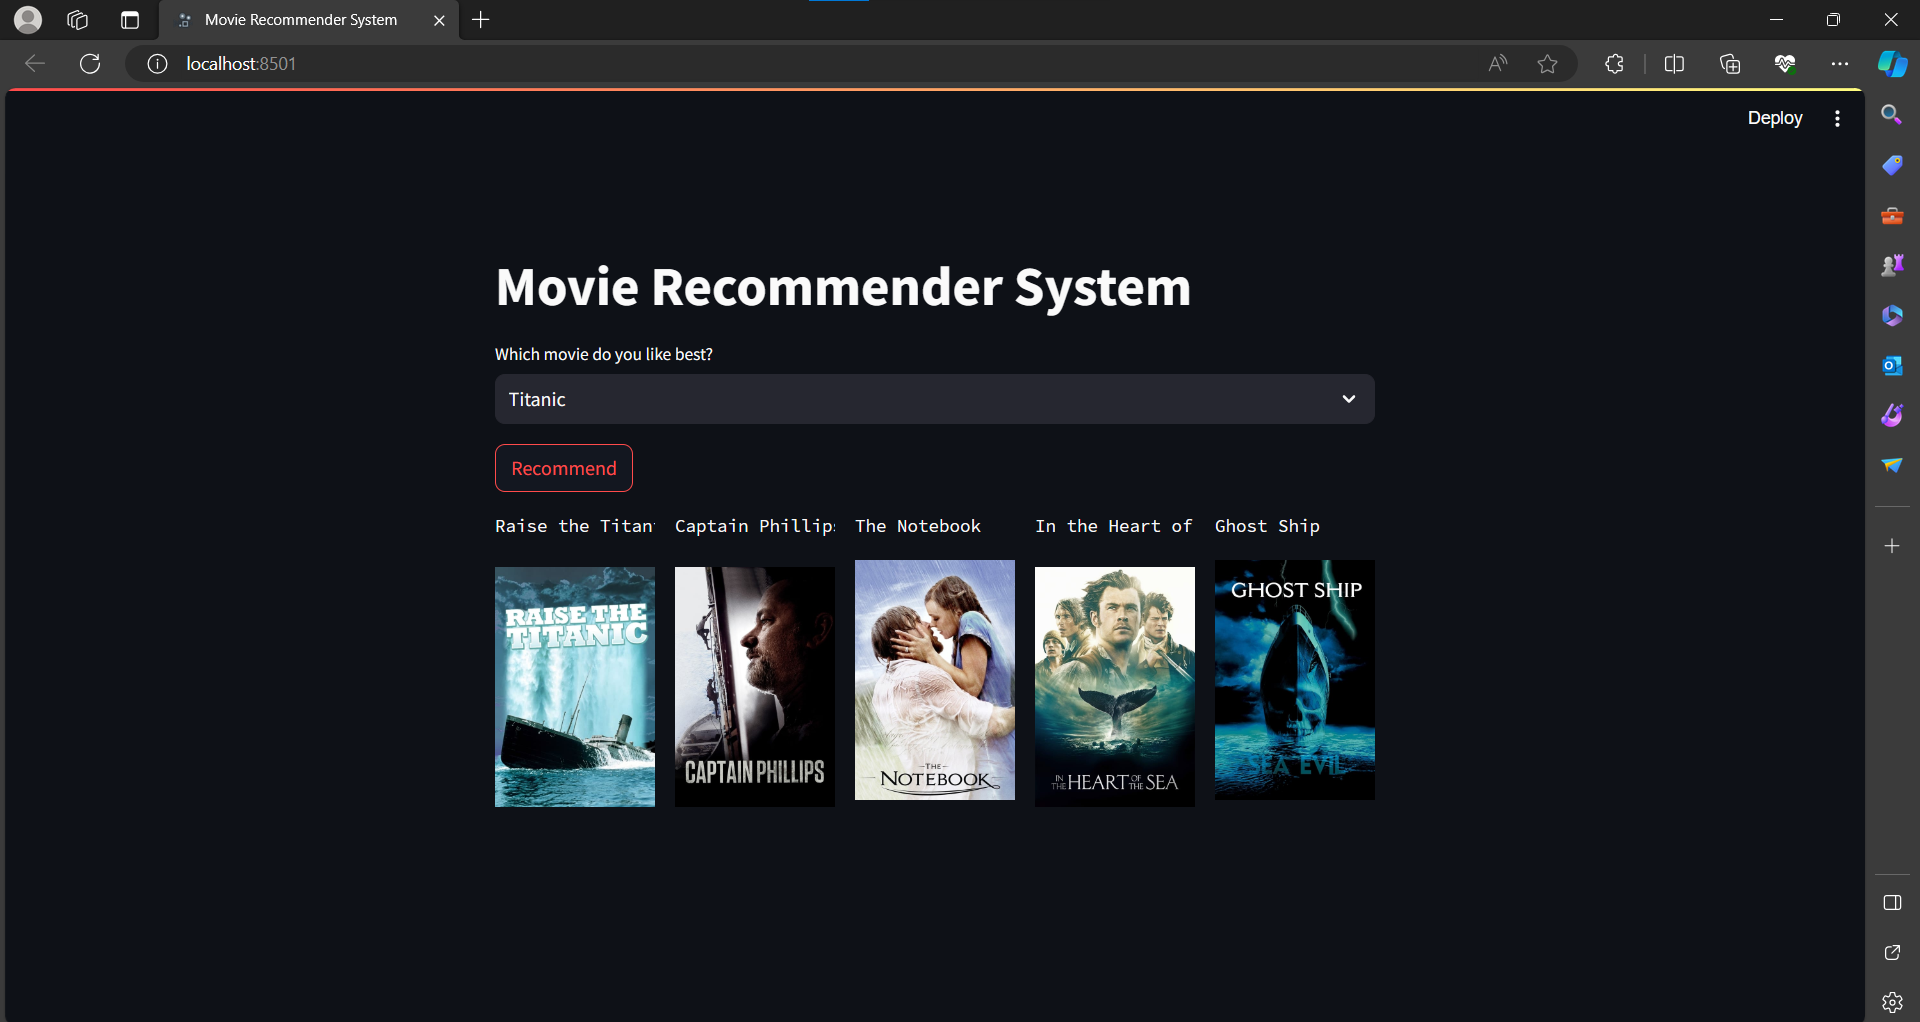 Movie Recommender System
localhost:8501
Deploy
Movie Recommender System
Which movie do you like best?
Titanic
Recommend
Raise the Titan Captain Phillip The Notebook In the Heart of Ghost Ship
RAISE THE
TITANIC
CAPTAIN PHILLIPS
THE
NOTEBOOK
IN THE HEART OF THE SEA
GHOST SHIP
SEA EVIL